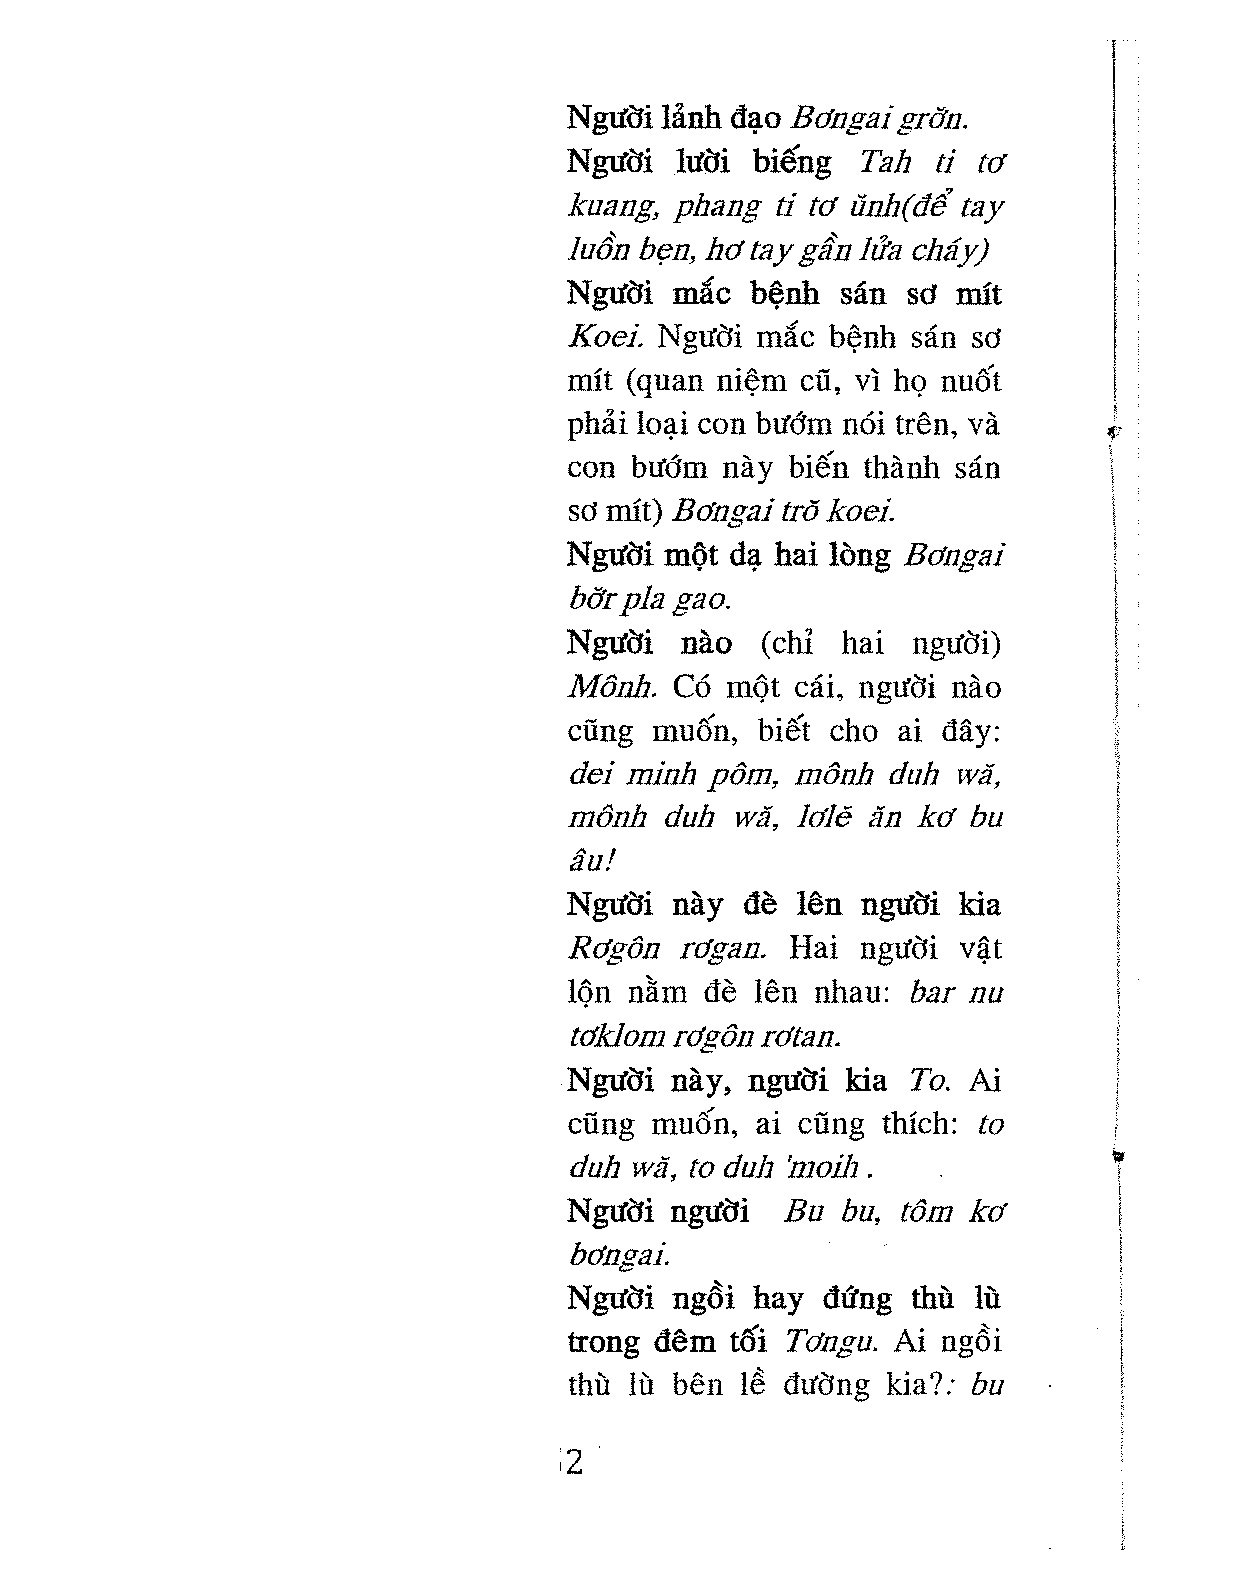 Người lảnh đạo Bơngai grơ̆n.
Người lười biếng Tah ti tơ
kuang, phang ti tơ ŭnh(để tay
luồn bẹn, hơ tay gần lửa cháy)
Người mắc bệnh sán sơ mít
Koei. Người mắc bệnh sán sơ
mít (quan niệm cũ, vì họ nuốt
phải loại con bướm nói trên, và
con bướm này biến thành sán
sơ mít) Bơngai trŏ koei.
Người một dạ hai lòng Bơngai
bơ̆r pla gao.
Người nào (chỉ hai người)
Mônh. Có một cái, người nào
cũng muốn, biết cho ai đây:
dei minh pôm, mônh duh wă,
mônh duh wă, lơlĕ ăn kơ bu
âu!
Người này đè lên người kia
Rơgôn rơgan. Hai người vật
lộn nằm đè lên nhau: bar nu
tơklom rơgôn rơtan.
Người này, người kia To. Ai
cũng muốn, ai cũng thích: to
duh wă, to duh 'moih .
Người người Bu bu, tôm kơ
bơngai.
Người ngồi hay đứng thù lù
trong đêm tối Tơngu. Ai ngồi
thù lù bên lề đường kia?: bu
2